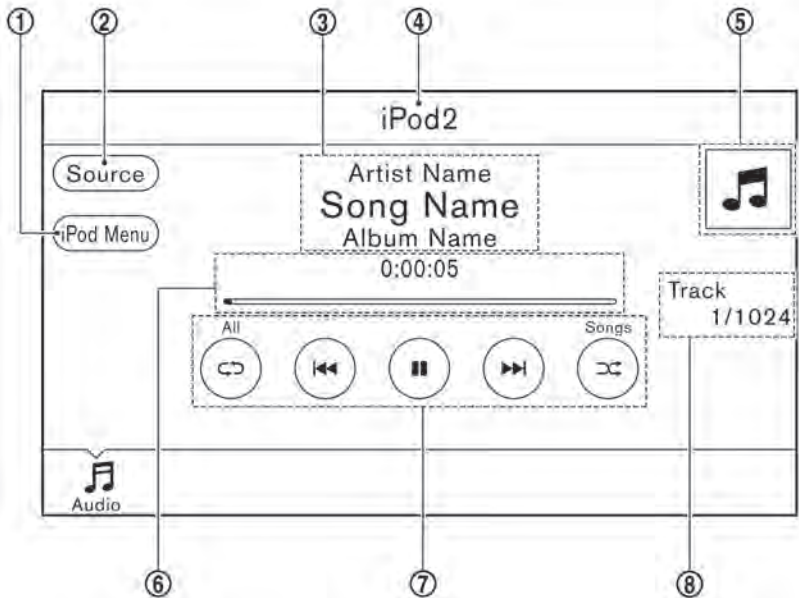 ① ② ③ ④ ⑤
iPod2
Source
iPod Menu
Artist Name
Song Name
Album Name
0:00:05
Track
1/1024
All
Songs
Audio
⑥ ⑦ ⑧